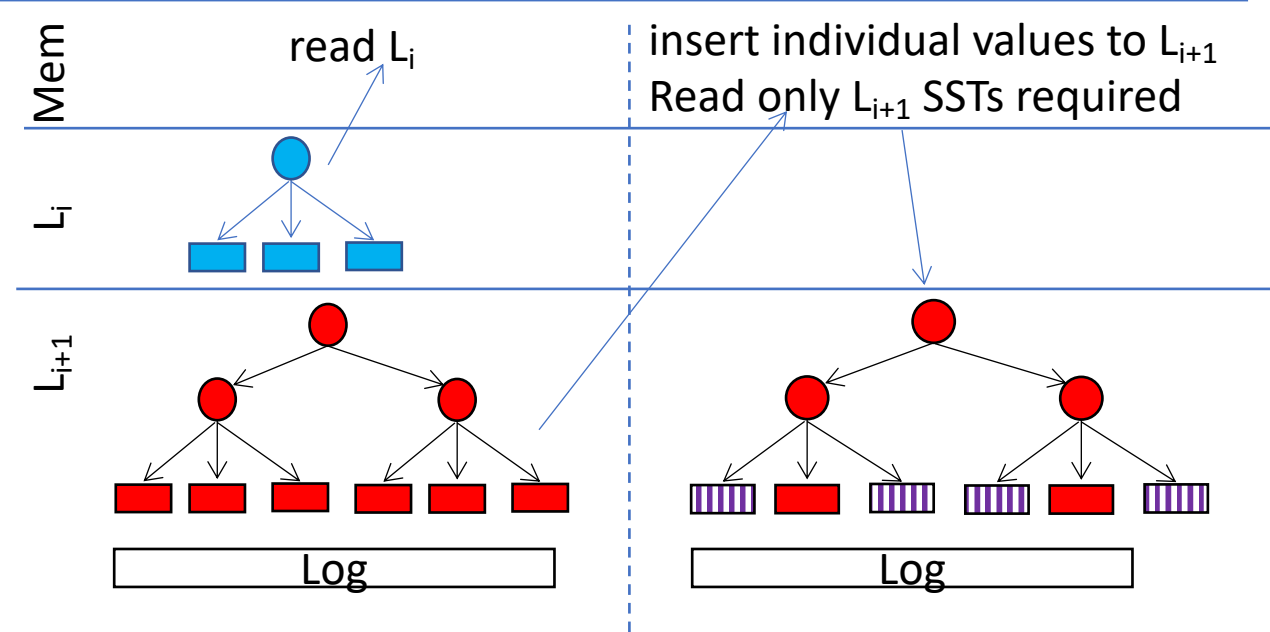 Mem
read Lᵢ
insert individual values to Lᵢ₊₁
Read only Lᵢ₊₁ SSTs required
Lᵢ
Lᵢ₊₁
Log
Log